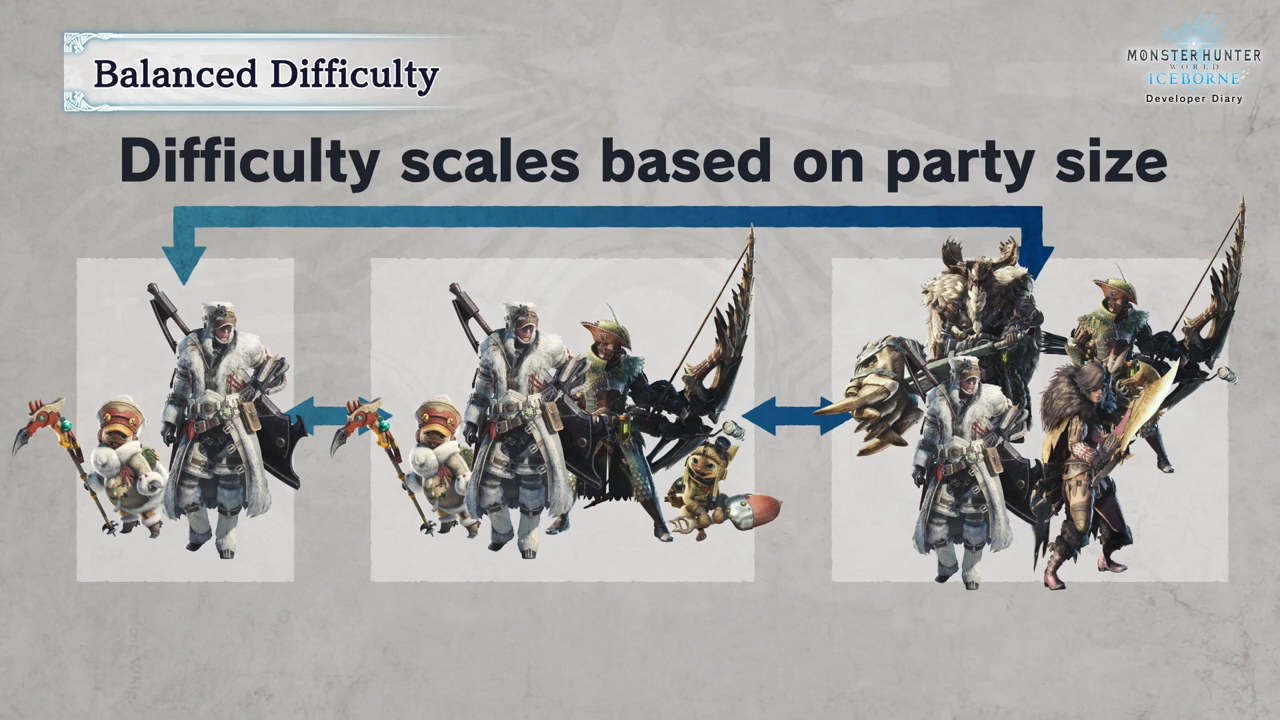 Balanced Difficulty
MONSTER HUNTER
WORLD
ICEBORNE
Developer Diary
Difficulty scales based on party size